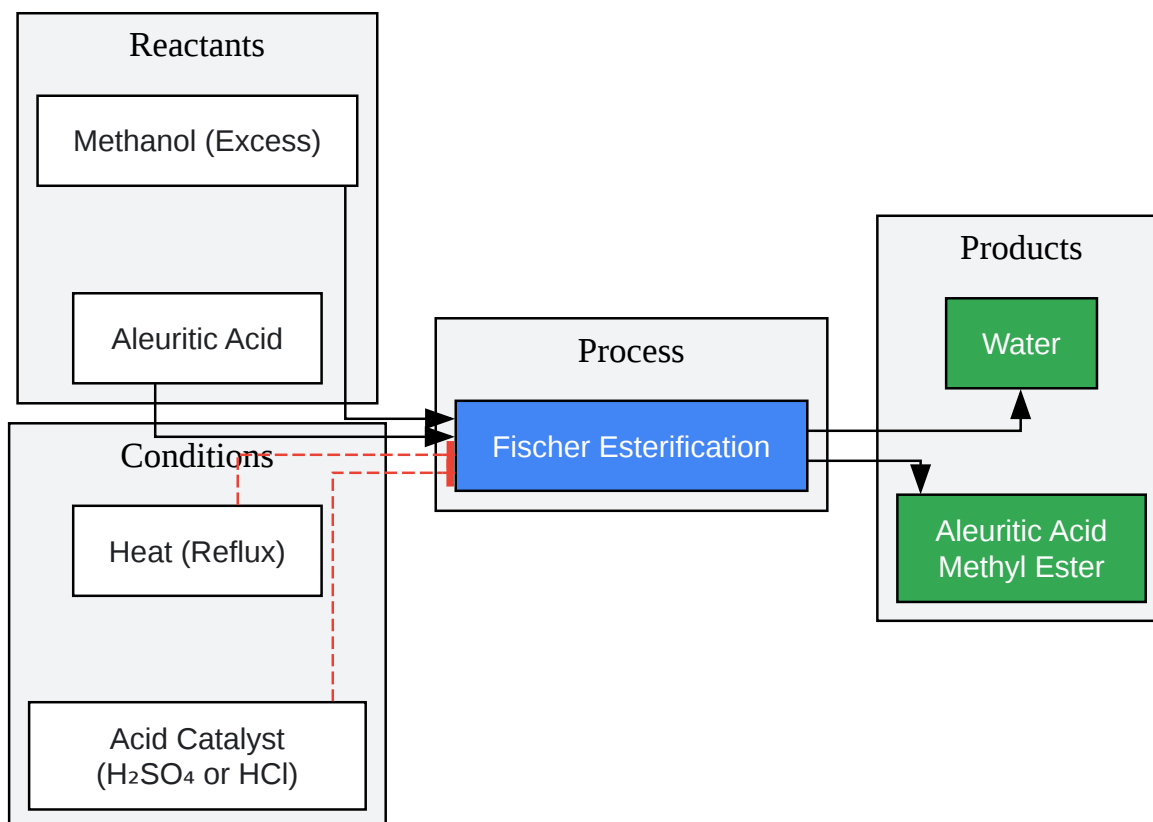 Reactants
Methanol (Excess)
Aleuritic Acid
Conditions
Heat (Reflux)
Acid Catalyst
(H₂SO₄ or HCl)
Process
Fischer Esterification
Products
Water
Aleuritic Acid
Methyl Ester